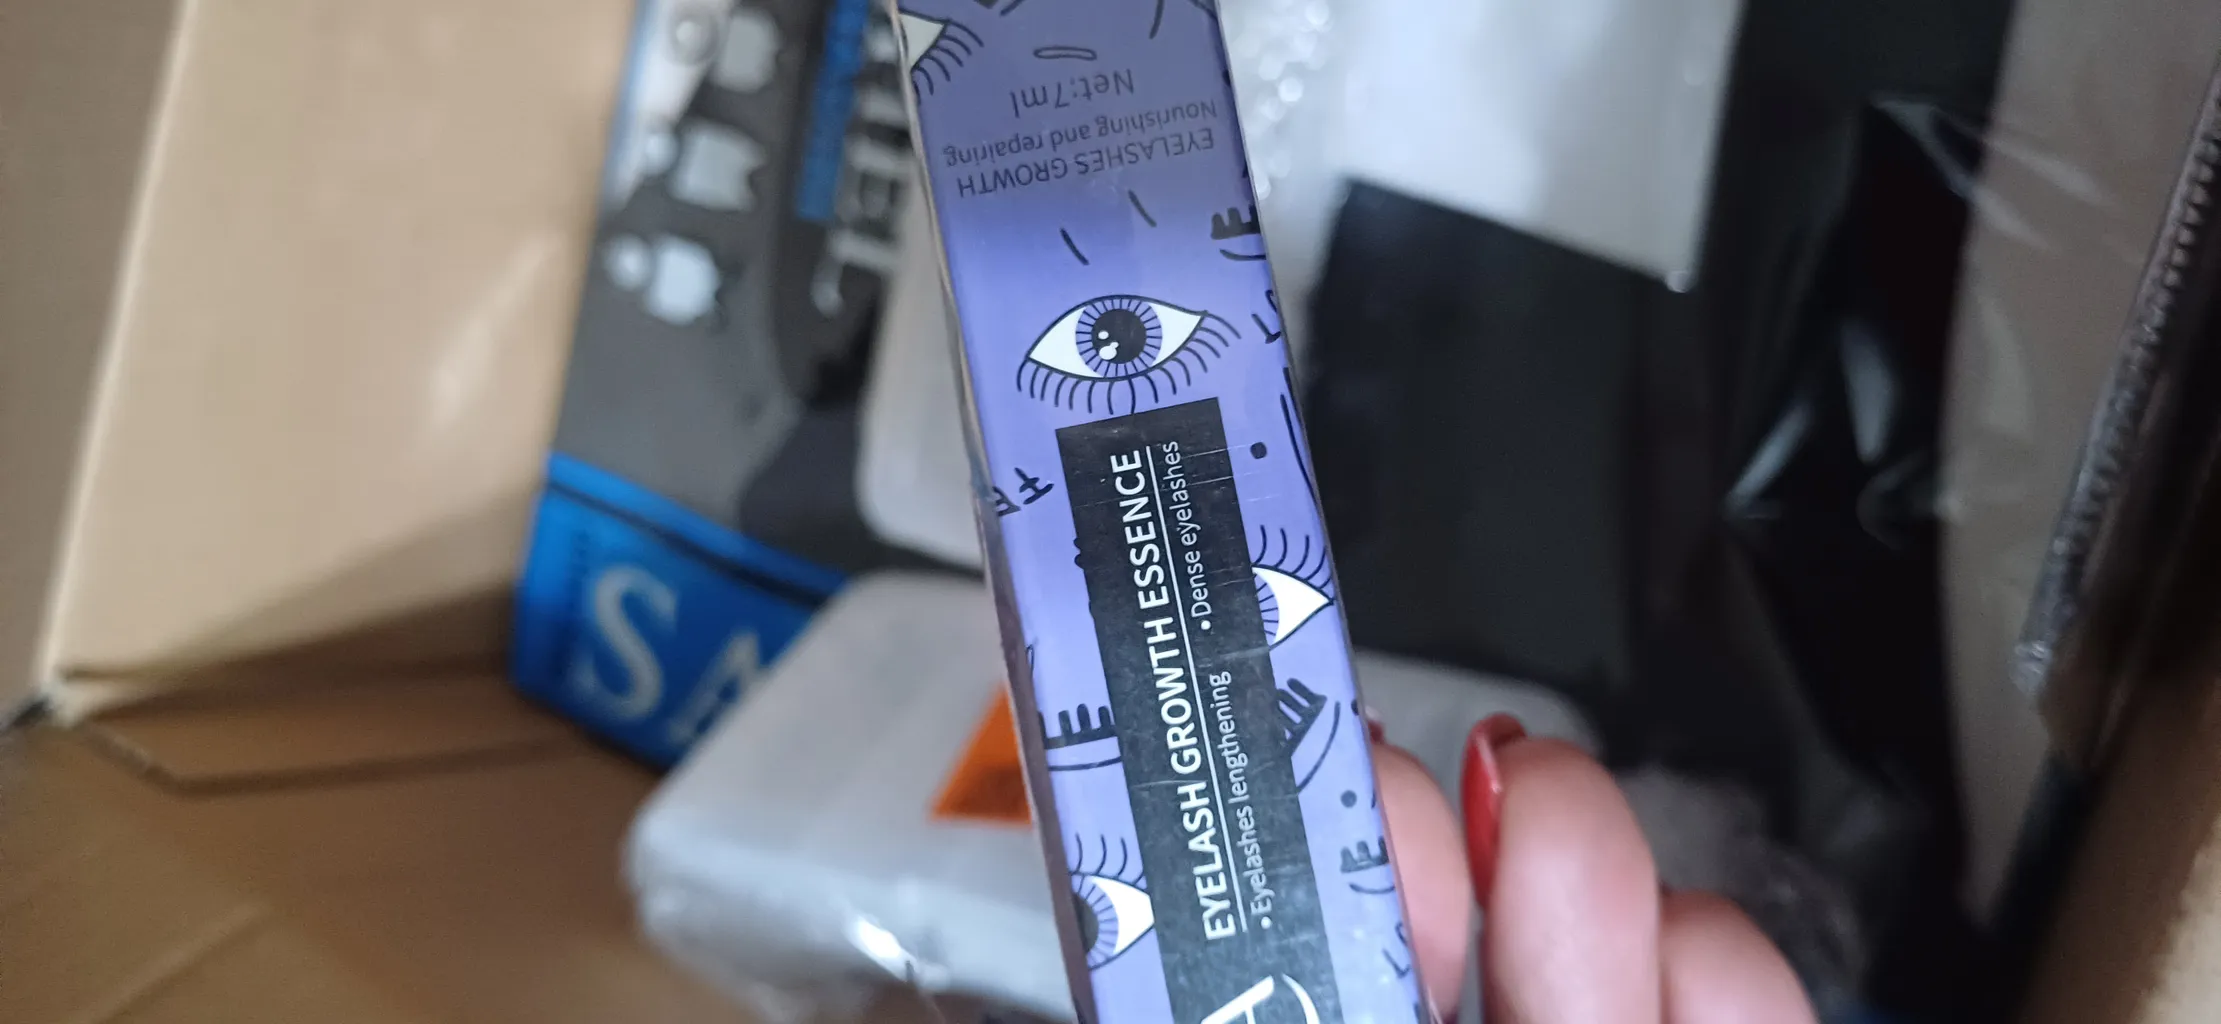 EYELASHES GROWTH
Nourishing and repairing
Net:7ml
EYELASH GROWTH ESSENCE
•Eyelashes lengthening •Dense eyelashes